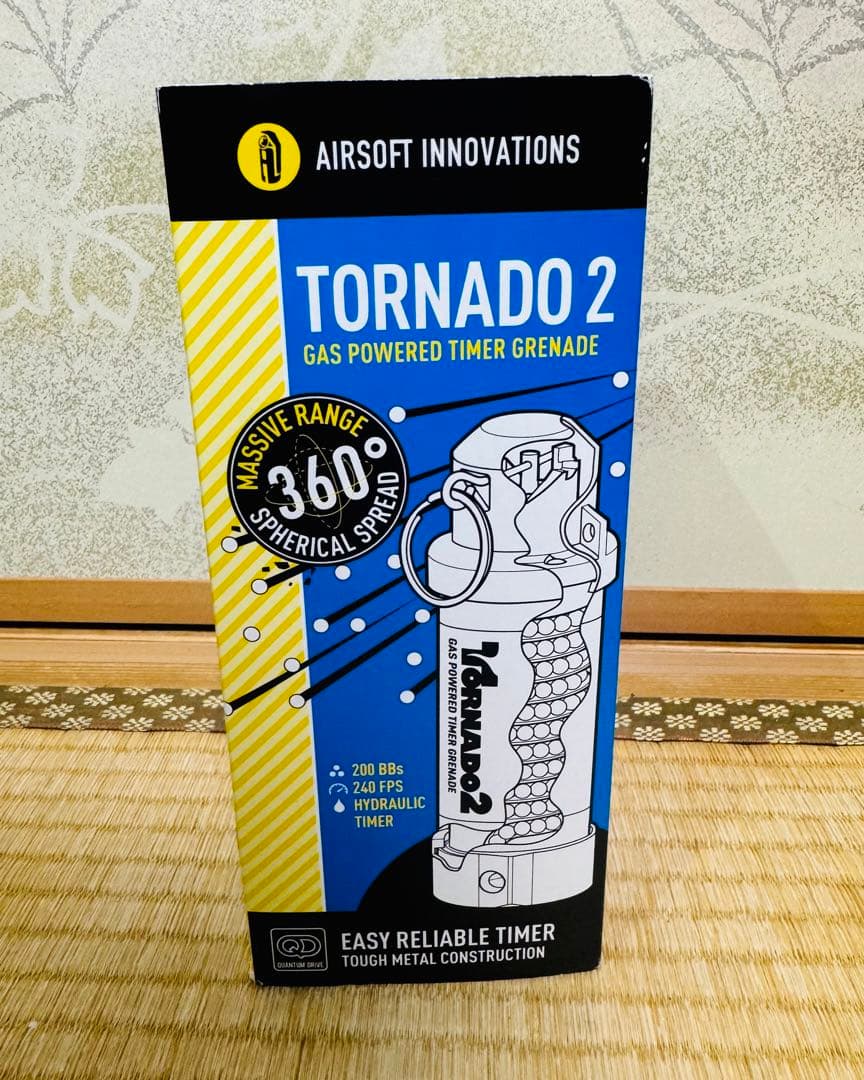 AIRSOFT INNOVATIONS
TORNADO 2
GAS POWERED TIMER GRENADE
MASSIVE RANGE
360°
SPHERICAL SPREAD
TORNADO2
GAS POWERED TIMER GRENADE
200 BBs
240 FPS
HYDRAULIC
TIMER
QD
QUANTUM DRIVE
EASY RELIABLE TIMER
TOUGH METAL CONSTRUCTION